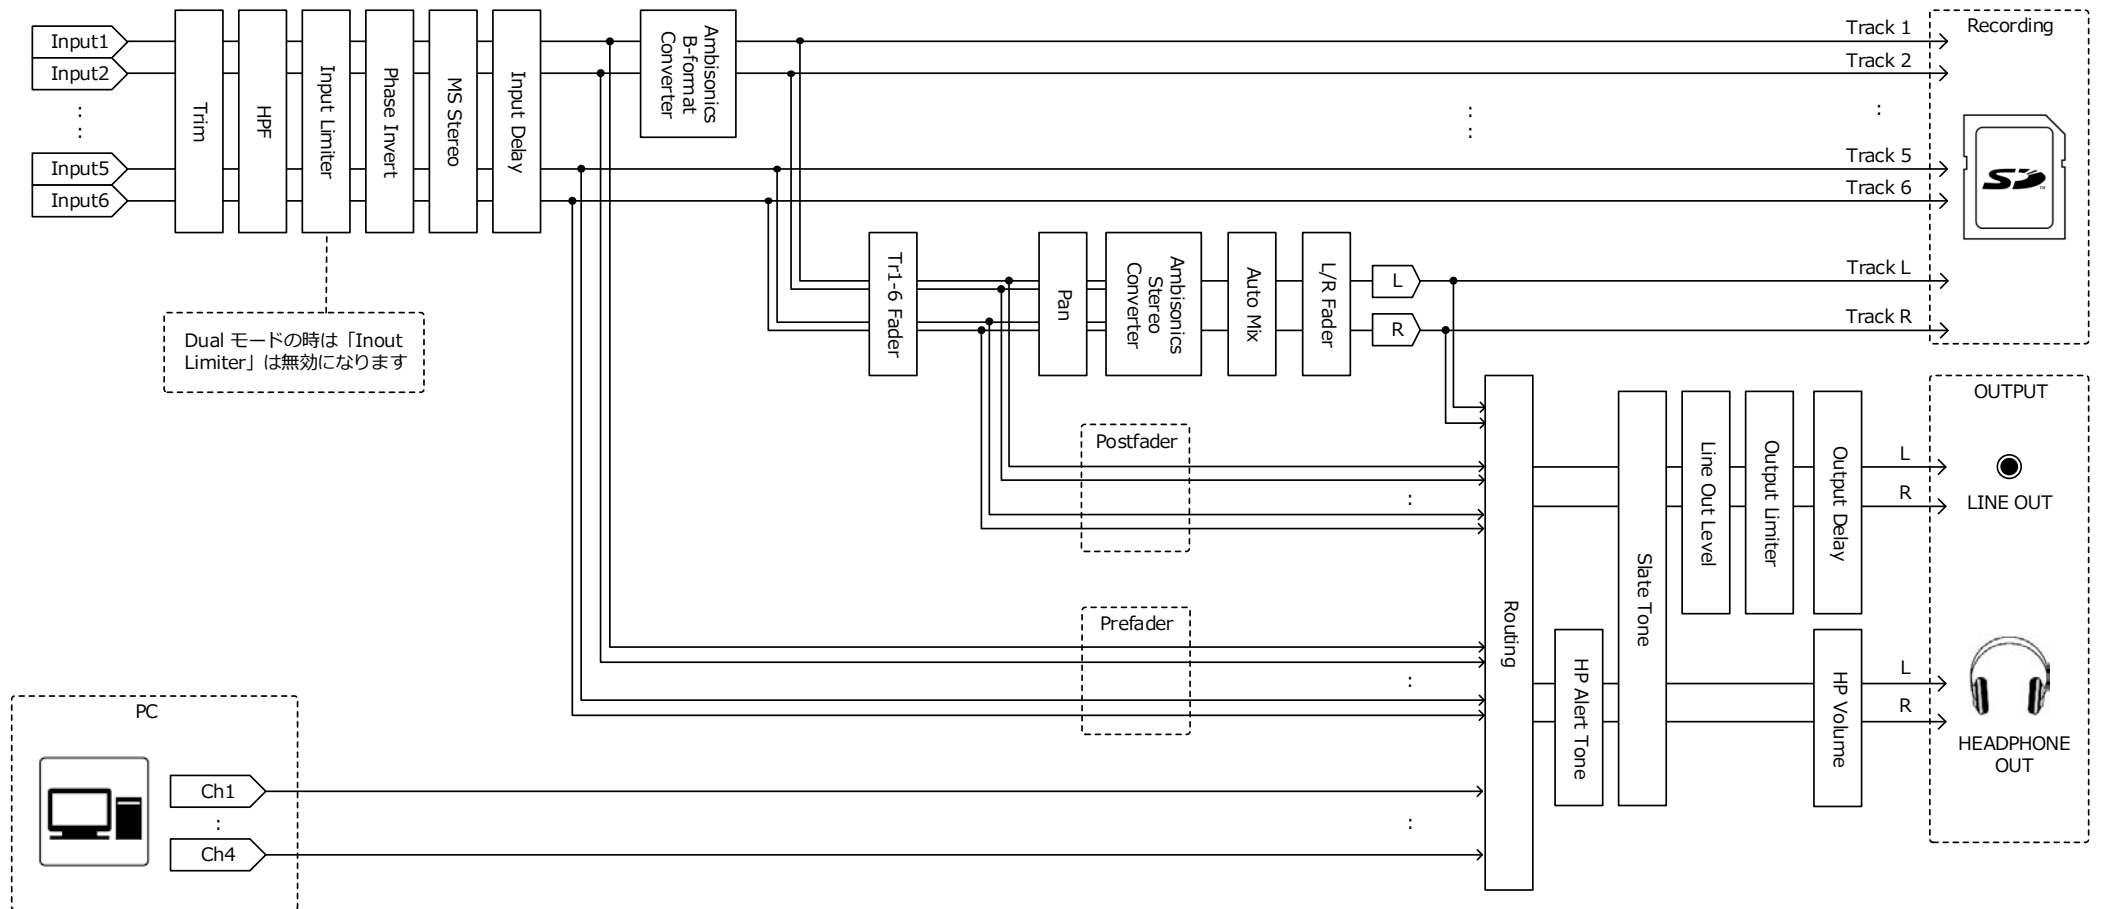 Input1
Input2
:
:
Input5
Input6
Trim
HPF
Input Limiter
Phase Invert
MS Stereo
Input Delay
Ambisonics
B-format
Converter
Track 1
Track 2
:
:
:
Track 5
Track 6
Track L
Track R
Recording
SD
TM
Dual モードの時は「Inout
Limiter」は無効になります
Tr1-6 Fader
Pan
Ambisonics
Stereo
Converter
Auto Mix
L/R Fader
L
R
Postfader
:
Prefader
:
Routing
HP Alert Tone
Slate Tone
Line Out Level
Output Limiter
Output Delay
HP Volume
L
R
L
R
OUTPUT
LINE OUT
HEADPHONE
OUT
PC
Ch1
:
Ch4
: